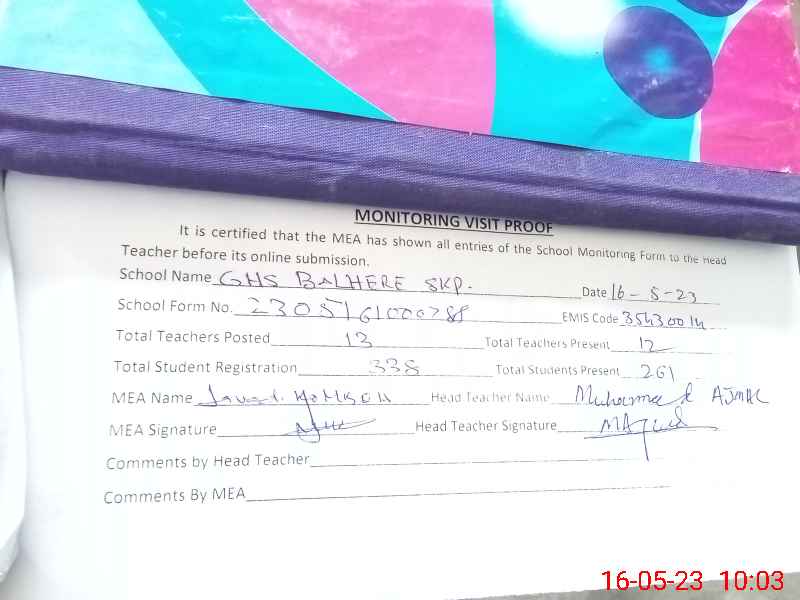 MONITORING VISIT PROOF
It is certified that the MEA has shown all entries of the School Monitoring Form to the Head
Teacher before its online submission.
School Name GHS BALHERE SKP. Date 16-5-23
School Form No. EMIS Code
Total Teachers Posted 13 Total Teachers Present 12
Total Student Registration 338 Total Students Present 261
MEA Name Head Teacher Name Muhammad AJMAL
MEA Signature Head Teacher Signature
Comments by Head Teacher
Comments By MEA
16-05-23 10:03